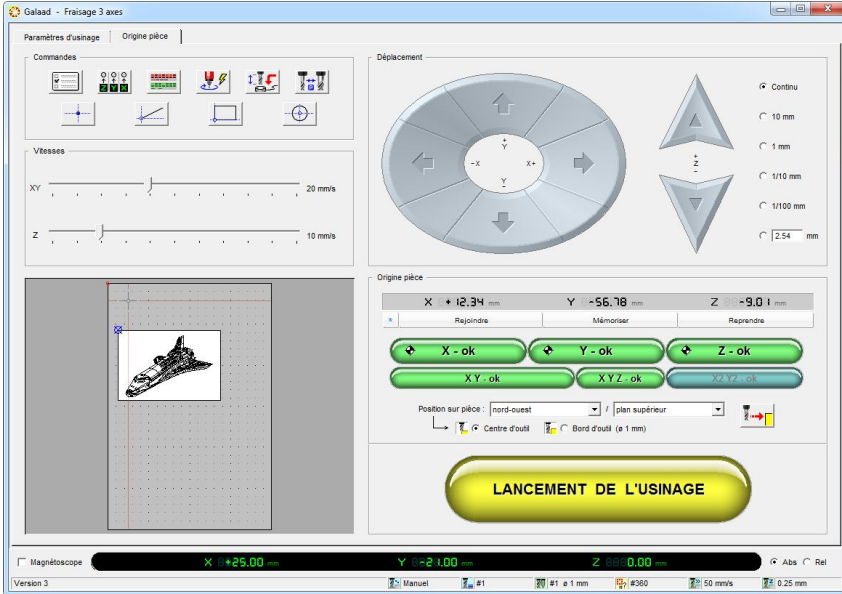 Galaad - Fraisage 3 axes
Paramètres d'usinage Origine pièce
Commandes
Z Y X
Vitesses
XY 20 mm/s
Z 10 mm/s
Déplacement
+
Y
-X X+
Y
-
+
Z
-
Continu
10 mm
1 mm
1/10 mm
1/100 mm
2.54 mm
Origine pièce
X +12.34 mm Y -56.78 mm Z -9.01 mm
* Rejoindre Mémoriser Reprendre
X - ok Y - ok Z - ok
X Y - ok X Y Z - ok XZ YZ - ok
Position sur pièce : nord-ouest / plan supérieur
Centre d'outil Bord d'outil (ø 1 mm)
LANCEMENT DE L'USINAGE
Magnétoscope X +25.00 mm Y -21.00 mm Z 0.00 mm Abs Rel
Version 3 Manuel #1 #1 ø 1 mm #360 50 mm/s 0.25 mm